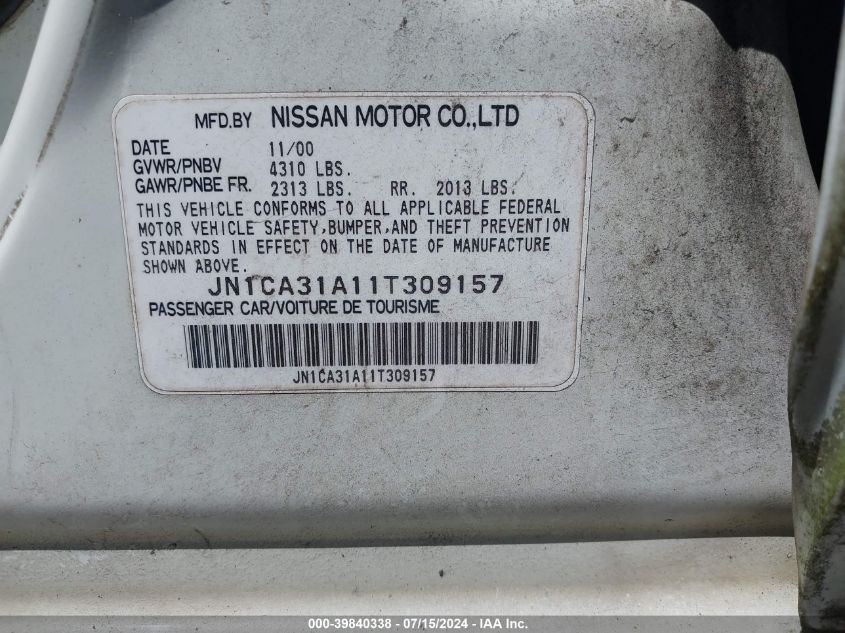 MFD.BY NISSAN MOTOR CO.,LTD
DATE 11/00
GVWR/PNBV 4310 LBS.
GAWR/PNBE FR. 2313 LBS. RR. 2013 LBS.
THIS VEHICLE CONFORMS TO ALL APPLICABLE FEDERAL
MOTOR VEHICLE SAFETY,BUMPER,AND THEFT PREVENTION
STANDARDS IN EFFECT ON THE DATE OF MANUFACTURE
SHOWN ABOVE.
JN1CA31A11T309157
PASSENGER CAR/VOITURE DE TOURISME
JN1CA31A11T309157
000-39840338 - 07/15/2024 - IAA Inc.